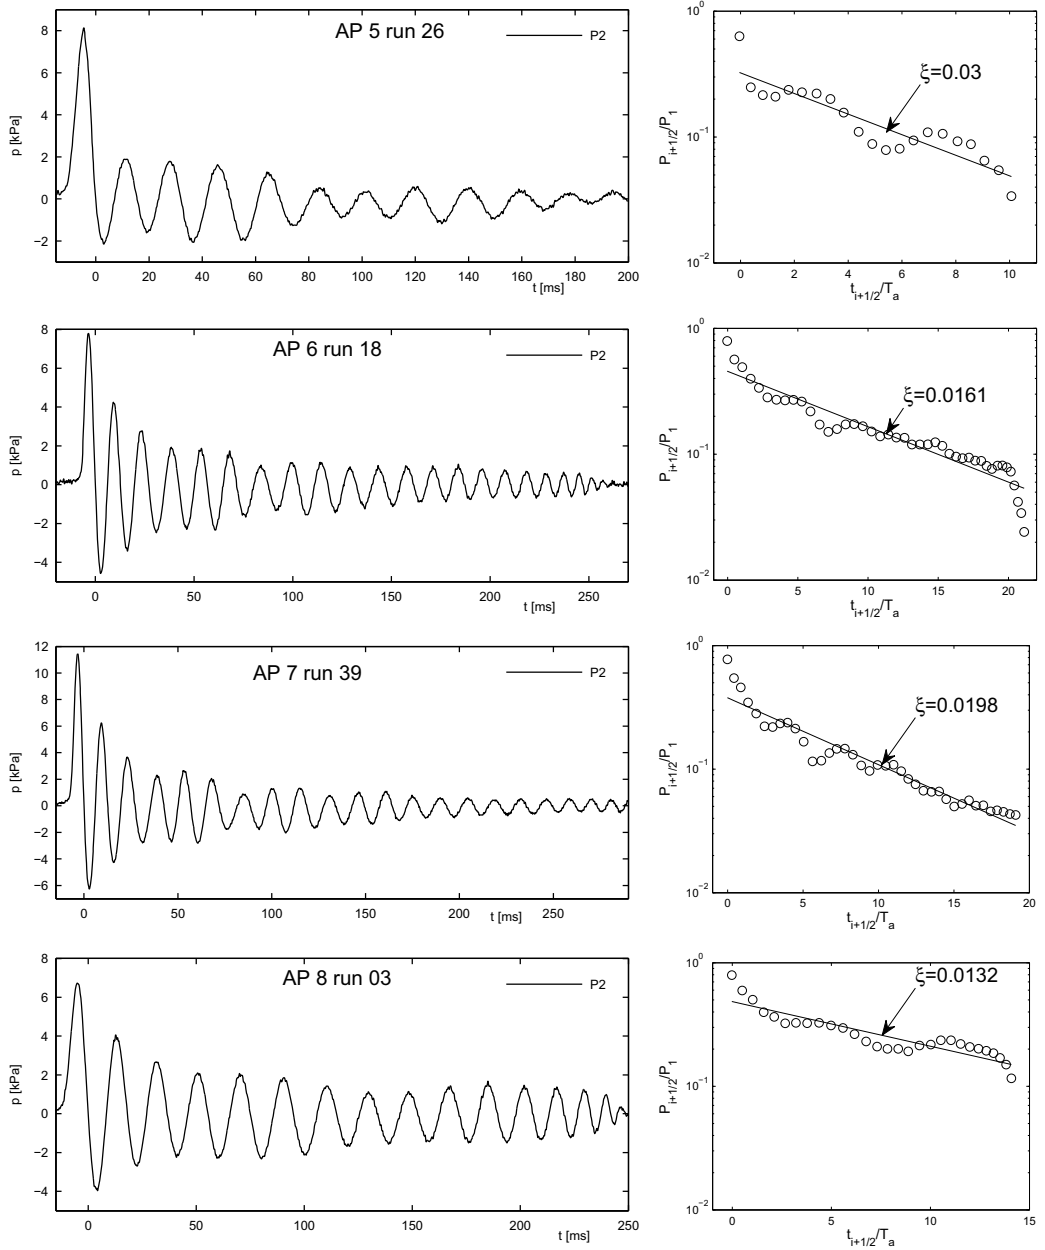 AP 5 run 26
P2
p [kPa]
8
6
4
2
0
−2
0 20 40 60 80 100 120 140 160 180 200
t [ms]
ξ=0.03
P_{i+1/2}/P_1
10^0
10^{−1}
10^{−2}
0 2 4 6 8 10
t_{i+1/2}/T_a
AP 6 run 18
P2
p [kPa]
8
6
4
2
0
−2
−4
0 50 100 150 200 250
t [ms]
ξ=0.0161
P_{i+1/2}/P_1
10^0
10^{−1}
10^{−2}
0 5 10 15 20
t_{i+1/2}/T_a
AP 7 run 39
P2
p [kPa]
12
10
8
6
4
2
0
−2
−4
−6
0 50 100 150 200 250
t [ms]
ξ=0.0198
P_{i+1/2}/P_1
10^0
10^{−1}
10^{−2}
0 5 10 15 20
t_{i+1/2}/T_a
AP 8 run 03
P2
p [kPa]
8
6
4
2
0
−2
−4
0 50 100 150 200 250
t [ms]
ξ=0.0132
P_{i+1/2}/P_1
10^0
10^{−1}
10^{−2}
0 5 10 15
t_{i+1/2}/T_a